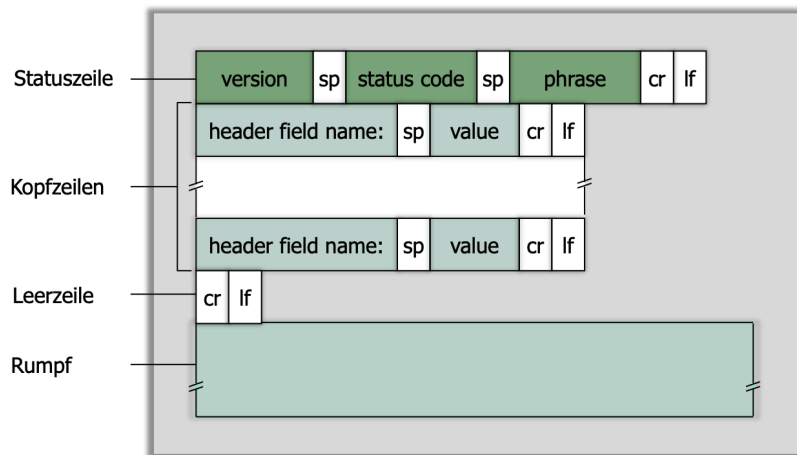 Statuszeile version sp status code sp phrase cr lf
header field name: sp value cr lf
Kopfzeilen
header field name: sp value cr lf
Leerzeile cr lf
Rumpf